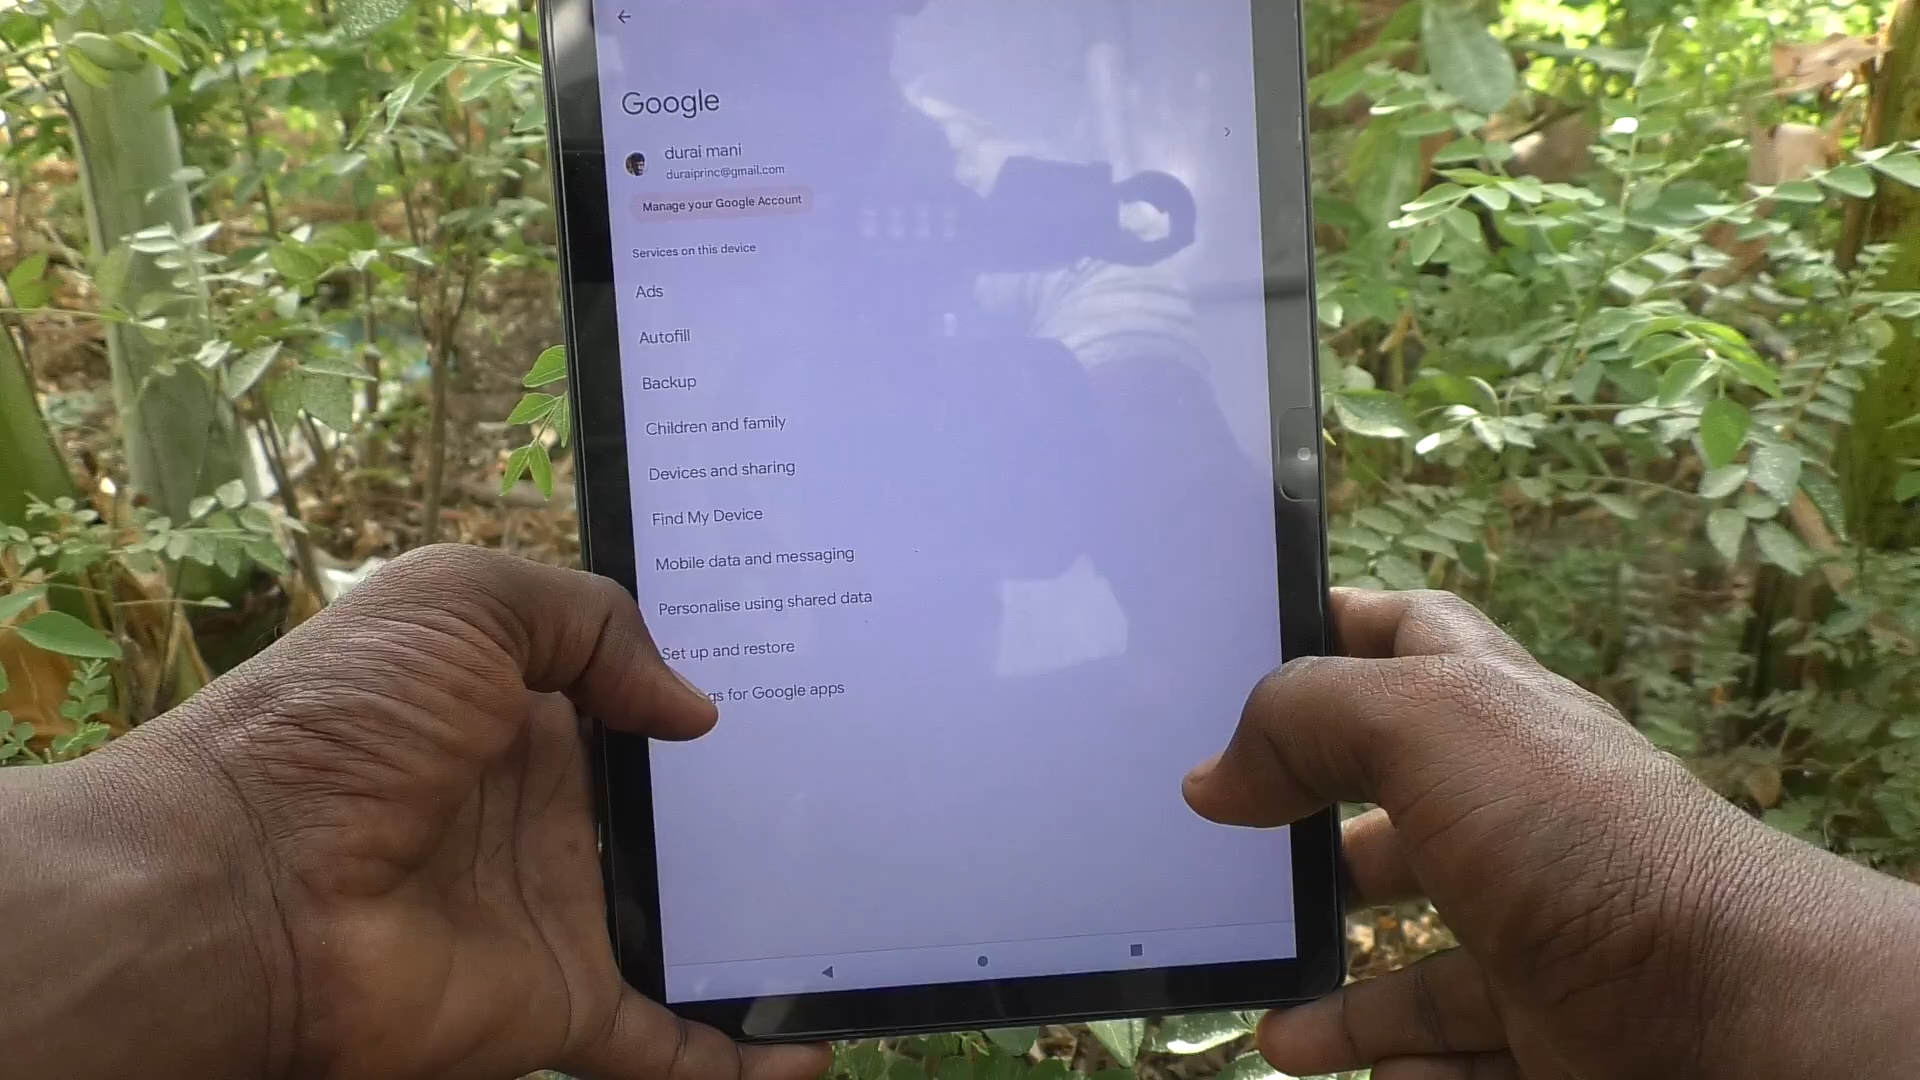 Google
durai mani
duraiprinc@gmail.com
Manage your Google Account
Services on this device
Ads
Autofill
Backup
Children and family
Devices and sharing
Find My Device
Mobile data and messaging
Personalise using shared data
Set up and restore
gs for Google apps